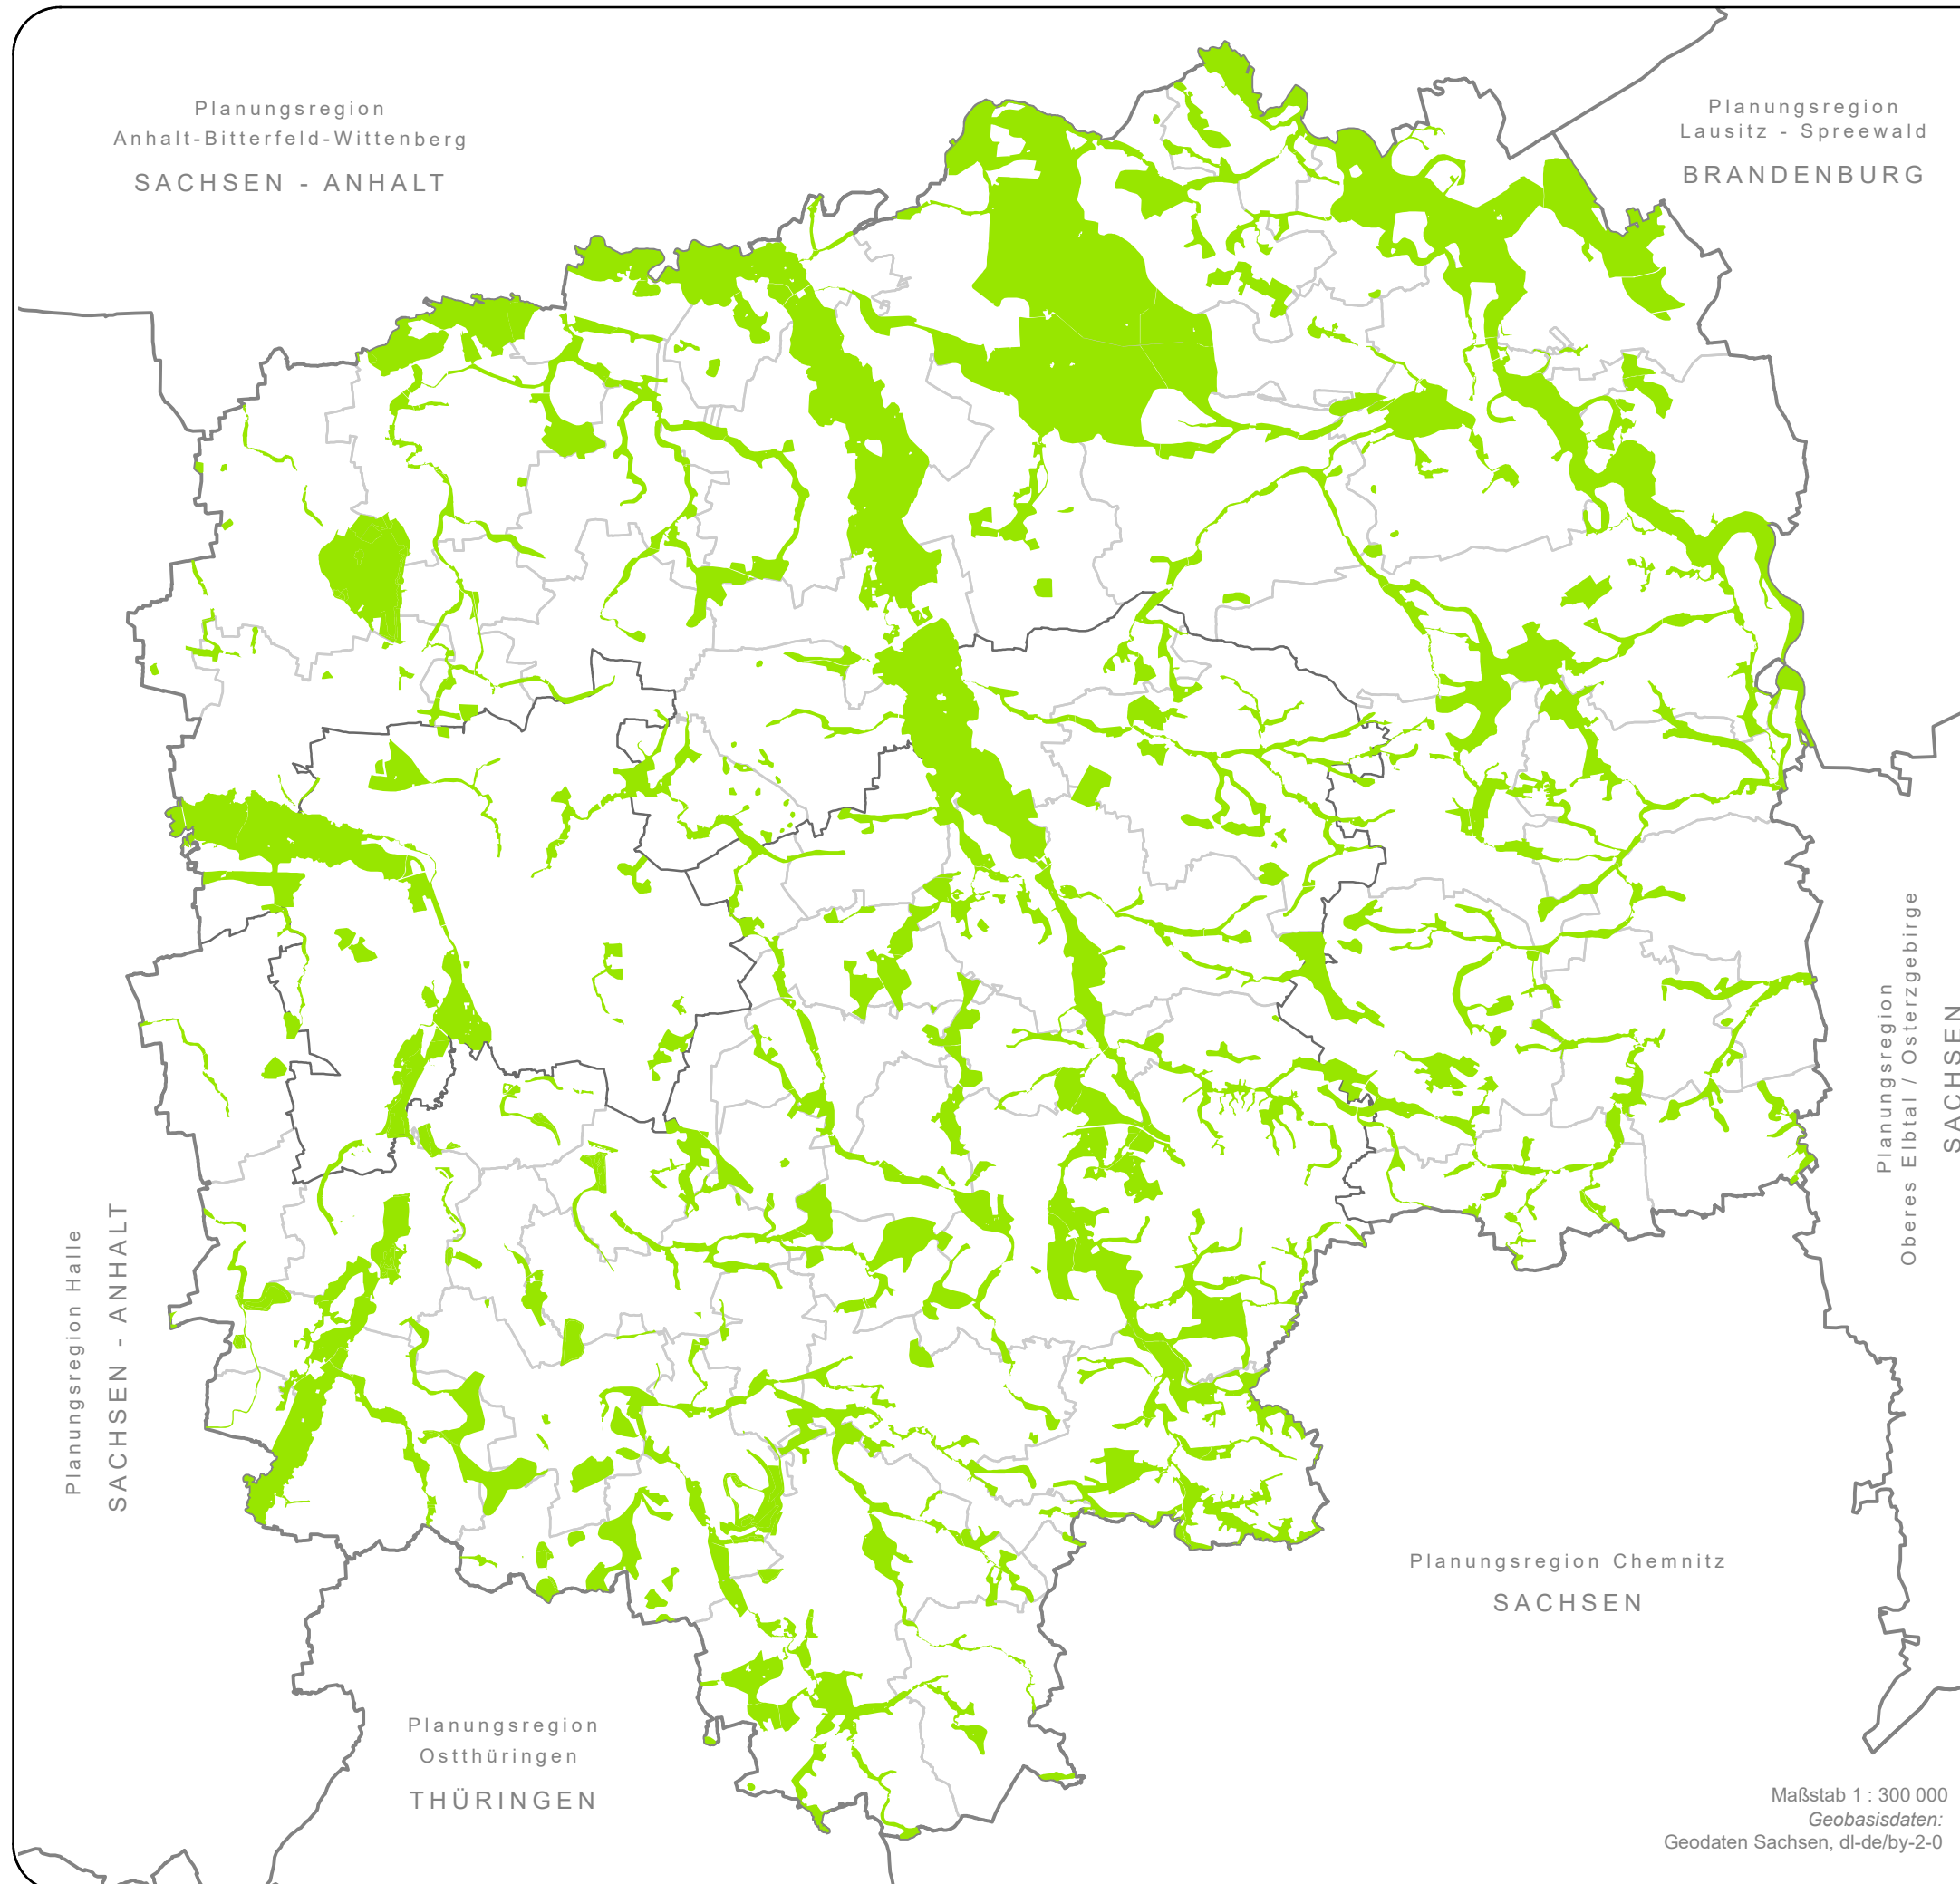 Planungsregion
Anhalt-Bitterfeld-Wittenberg
SACHSEN - ANHALT
Planungsregion
Lausitz - Spreewald
BRANDENBURG
Planungsregion
Oberes Elbtal / Osterzgebirge
SACHSEN
Planungsregion Halle
SACHSEN - ANHALT
Planungsregion Chemnitz
SACHSEN
Planungsregion
Ostthüringen
THÜRINGEN
Maßstab 1 : 300 000
Geobasisdaten:
Geodaten Sachsen, dl-de/by-2-0